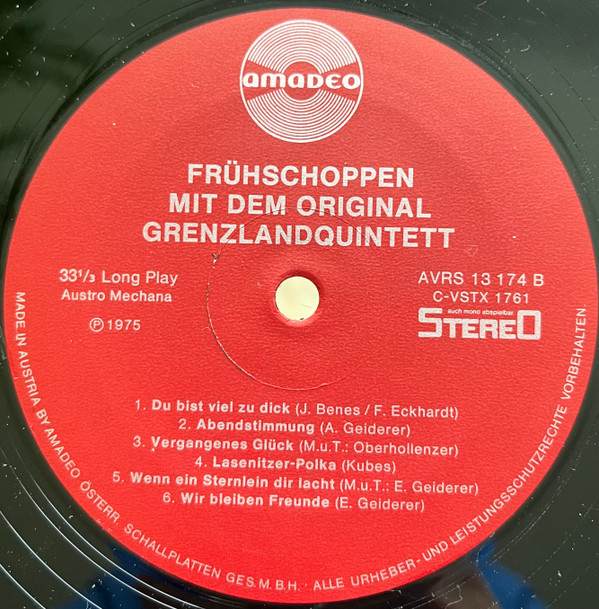 amadeo
FRÜHSCHOPPEN
MIT DEM ORIGINAL
GRENZLANDQUINTETT
33¹/₃ Long Play
Austro Mechana
℗ 1975
AVRS 13 174 B
C-VSTX 1761
auch mono abspielbar
STEREO
1. Du bist viel zu dick (J. Benes / F. Eckhardt)
2. Abendstimmung (A. Geiderer)
3. Vergangenes Glück (M.u.T.: Oberhollenzer)
4. Lasenitzer-Polka (Kubes)
5. Wenn ein Sternlein dir lacht (M.u.T.: E. Geiderer)
6. Wir bleiben Freunde (E. Geiderer)
MADE IN AUSTRIA BY AMADEO ÖSTERR. SCHALLPLATTEN GES.M.B.H. · ALLE URHEBER- UND LEISTUNGSSCHUTZRECHTE VORBEHALTEN.